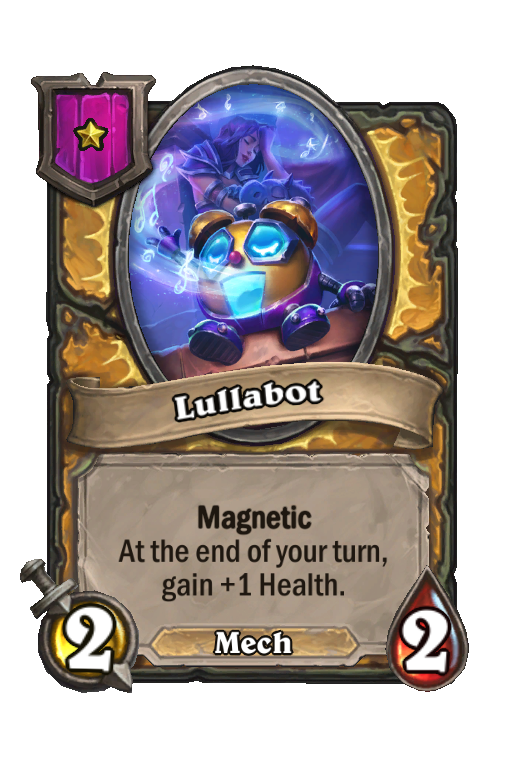 Lullabot
Magnetic
At the end of your turn,
gain +1 Health.
2
Mech
2